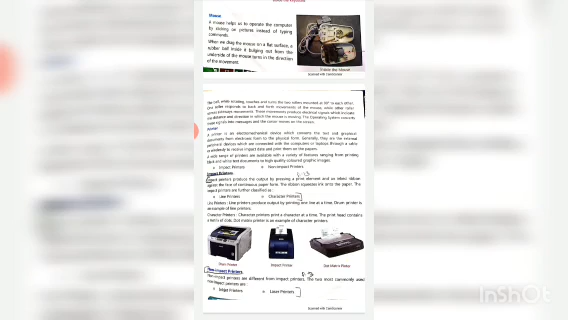 Mouse
A mouse helps us to operate the computer
by clicking on pictures instead of typing
commands.
When we drag the mouse on a flat surface, a
rubber ball inside it bulging out from the
underside of the mouse turns in the direction
of the movement.
Scanned with CamScanner
The ball, while rotating, touches and turns the two rollers mounted at 90° to each other.
One roller responds to back and forth movements of the mouse, while other roller
senses sideways movements. These movements produce electrical signals which indicate
the distance and direction in which the mouse is moving. The Operating System converts
these signals into messages and the cursor moves on the screen.
Printer
A printer is an electromechanical device which converts the text and graphical
documents from electronic form to the physical form. Generally, they are the external
peripheral devices which are connected with the computers or laptops through a cable
or wirelessly to receive input data and print them on the papers.
A wide range of printers are available with a variety of features ranging from printing
black and white text documents to high quality coloured graphic images.
Impact Printers
Non-Impact Printers
Impact Printers
Impact printers produce the output by pressing a print element and an inked ribbon
against the face of continuous paper form. The ribbon squeezes ink onto the paper. The
impact printers are further classified as :
Line Printers
Character Printers
Line Printers : Line printers produce output by printing one line at a time. Drum printer is
an example of line printers.
Character Printers : Character printers print a character at a time. The print head contains
a matrix of dots. Dot matrix printer is an example of character printers.
Drum Printer
Impact Printer
Dot Matrix Printer
Non-Impact Printers
Non-impact printers are different from impact printers. The two most commonly used
non-impact printers are :
Inkjet Printers
Laser Printers
Scanned with CamScanner
InShOt